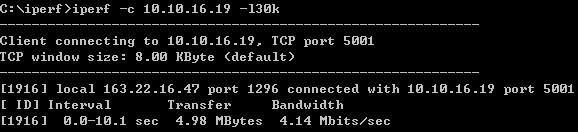 C:\iperf>iperf -c 10.10.16.19 -l30k
------------------------------------------------------------
Client connecting to 10.10.16.19, TCP port 5001
TCP window size: 8.00 KByte (default)
------------------------------------------------------------
[1916] local 163.22.16.47 port 1296 connected with 10.10.16.19 port 5001
[ ID] Interval       Transfer     Bandwidth
[1916]  0.0-10.1 sec  4.98 MBytes  4.14 Mbits/sec